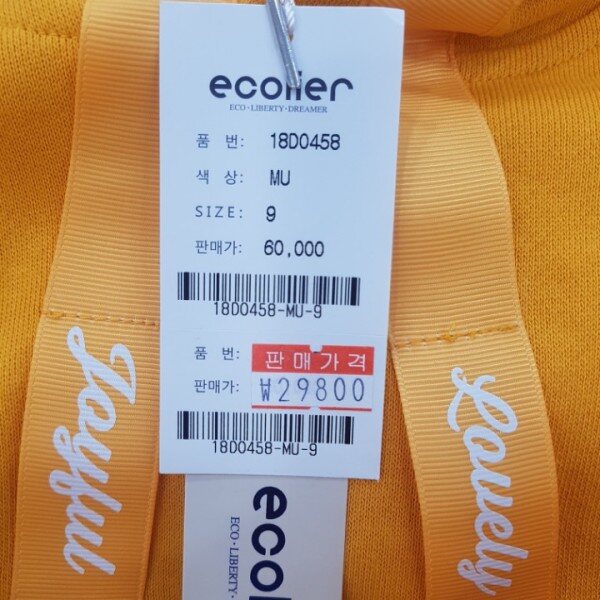 ecolier
ECO·LIBERTY·DREAMER
품 번: 18D0458
색 상: MU
SIZE: 9
판매가: 60,000
18D0458-MU-9
품 번: 판매가격
판매가: ₩29800
18D0458-MU-9
ecolier
ECO·LIBERTY
Joyful
Lovely